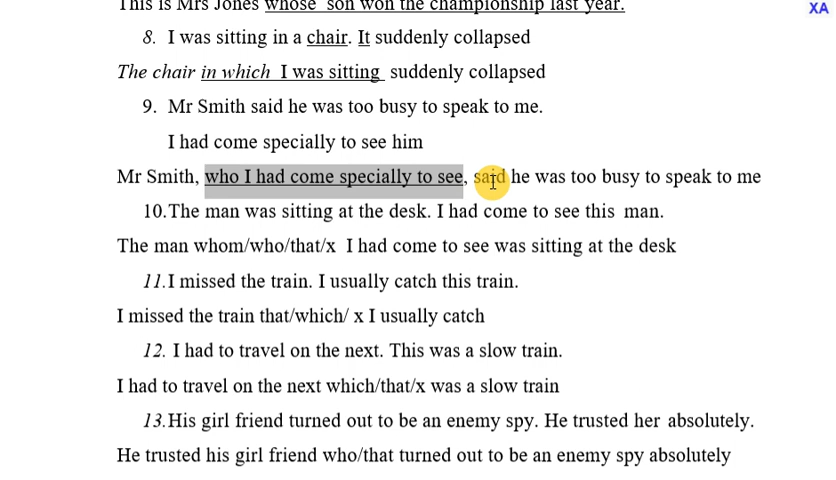 This is Mrs Jones whose son won the championship last year.
XA
8. I was sitting in a chair. It suddenly collapsed
The chair in which I was sitting suddenly collapsed
9. Mr Smith said he was too busy to speak to me.
I had come specially to see him
Mr Smith, who I had come specially to see, said he was too busy to speak to me
10.The man was sitting at the desk. I had come to see this man.
The man whom/who/that/x I had come to see was sitting at the desk
11.I missed the train. I usually catch this train.
I missed the train that/which/ x I usually catch
12. I had to travel on the next. This was a slow train.
I had to travel on the next which/that/x was a slow train
13.His girl friend turned out to be an enemy spy. He trusted her absolutely.
He trusted his girl friend who/that turned out to be an enemy spy absolutely